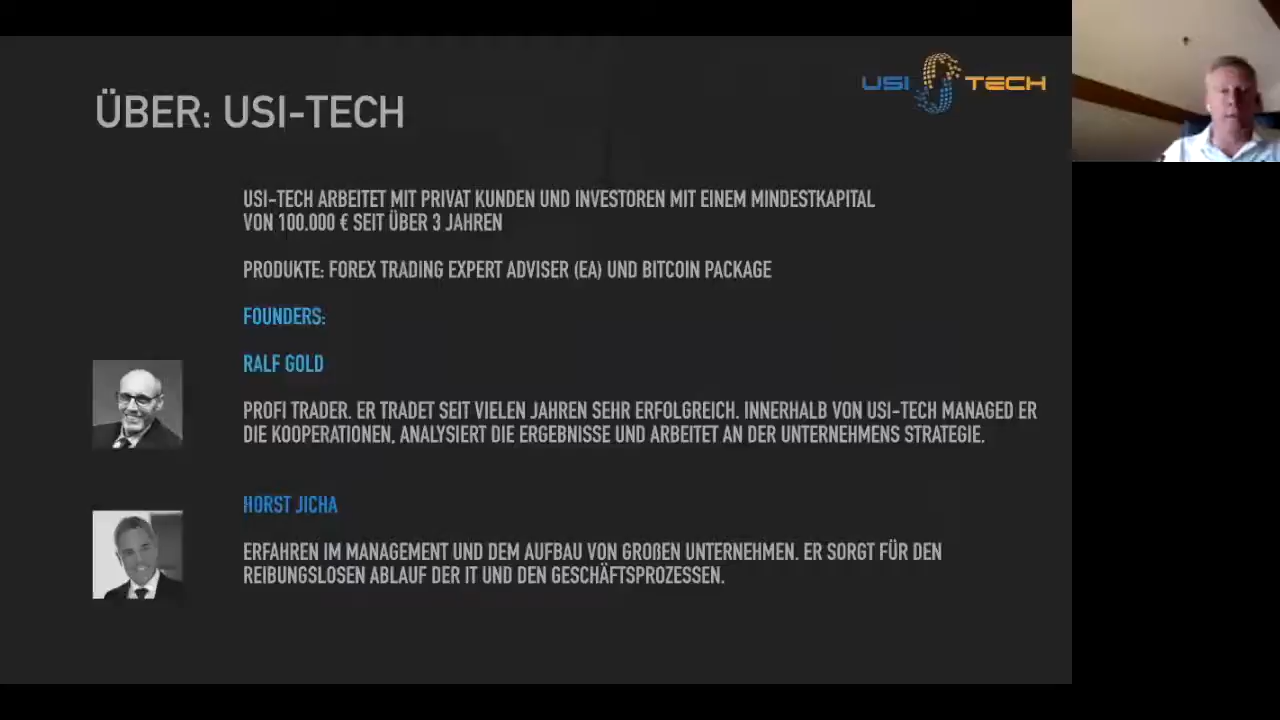 USI TECH
ÜBER: USI-TECH
USI-TECH ARBEITET MIT PRIVAT KUNDEN UND INVESTOREN MIT EINEM MINDESTKAPITAL
VON 100.000 € SEIT ÜBER 3 JAHREN
PRODUKTE: FOREX TRADING EXPERT ADVISER (EA) UND BITCOIN PACKAGE
FOUNDERS:
RALF GOLD
PROFI TRADER. ER TRADET SEIT VIELEN JAHREN SEHR ERFOLGREICH. INNERHALB VON USI-TECH MANAGED ER
DIE KOOPERATIONEN, ANALYSIERT DIE ERGEBNISSE UND ARBEITET AN DER UNTERNEHMENS STRATEGIE.
HORST JICHA
ERFAHREN IM MANAGEMENT UND DEM AUFBAU VON GROßEN UNTERNEHMEN. ER SORGT FÜR DEN
REIBUNGSLOSEN ABLAUF DER IT UND DEN GESCHÄFTSPROZESSEN.